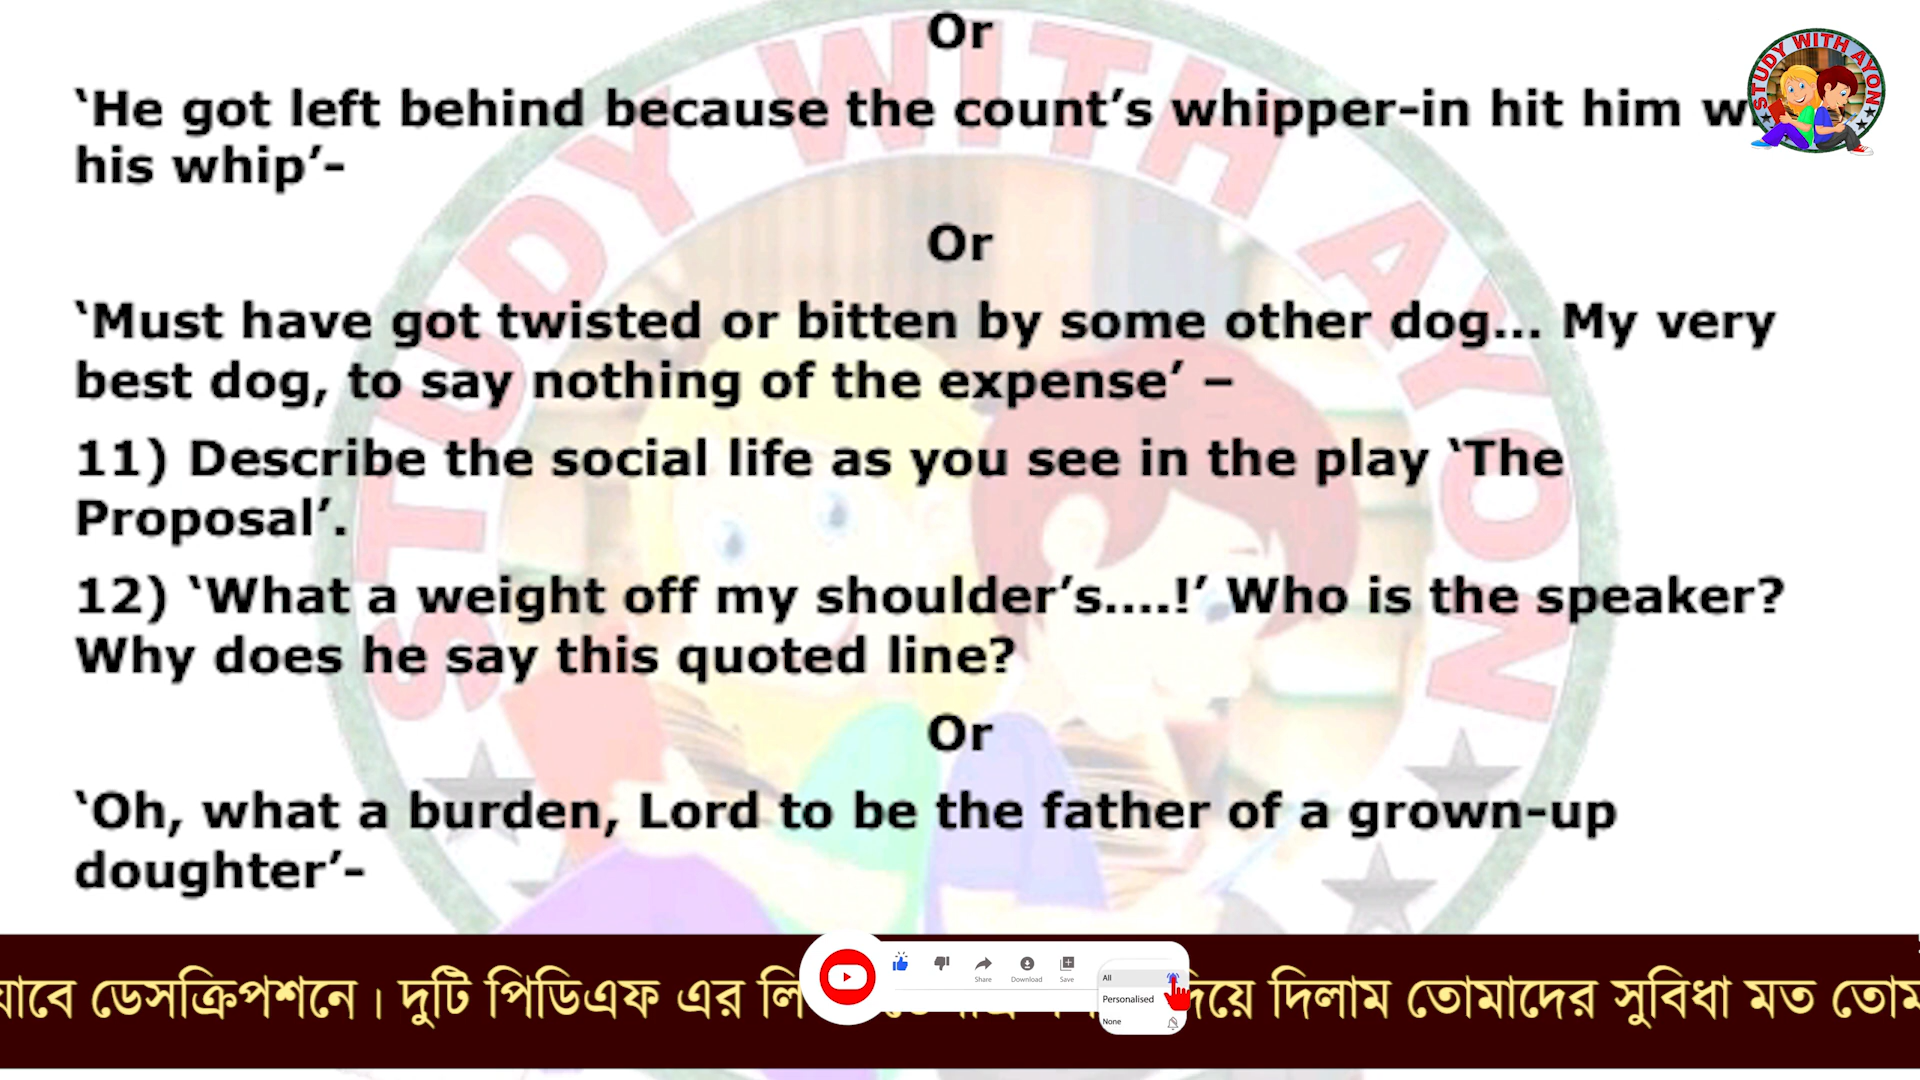 Or
‘He got left behind because the count’s whipper-in hit him
his whip’-
Or
‘Must have got twisted or bitten by some other dog... My very
best dog, to say nothing of the expense’ –
11) Describe the social life as you see in the play ‘The
Proposal’.
12) ‘What a weight off my shoulder’s....!’ Who is the speaker?
Why does he say this quoted line?
Or
‘Oh, what a burden, Lord to be the father of a grown-up
doughter’-
STUDY WITH AYON
STUDY WITH AYON
যাবে ডেসক্রিপশনে। দুটি পিডিএফ এর দিয়ে দিলাম তোমাদের সুবিধা মত
Share Download Save
All
Personalised
None